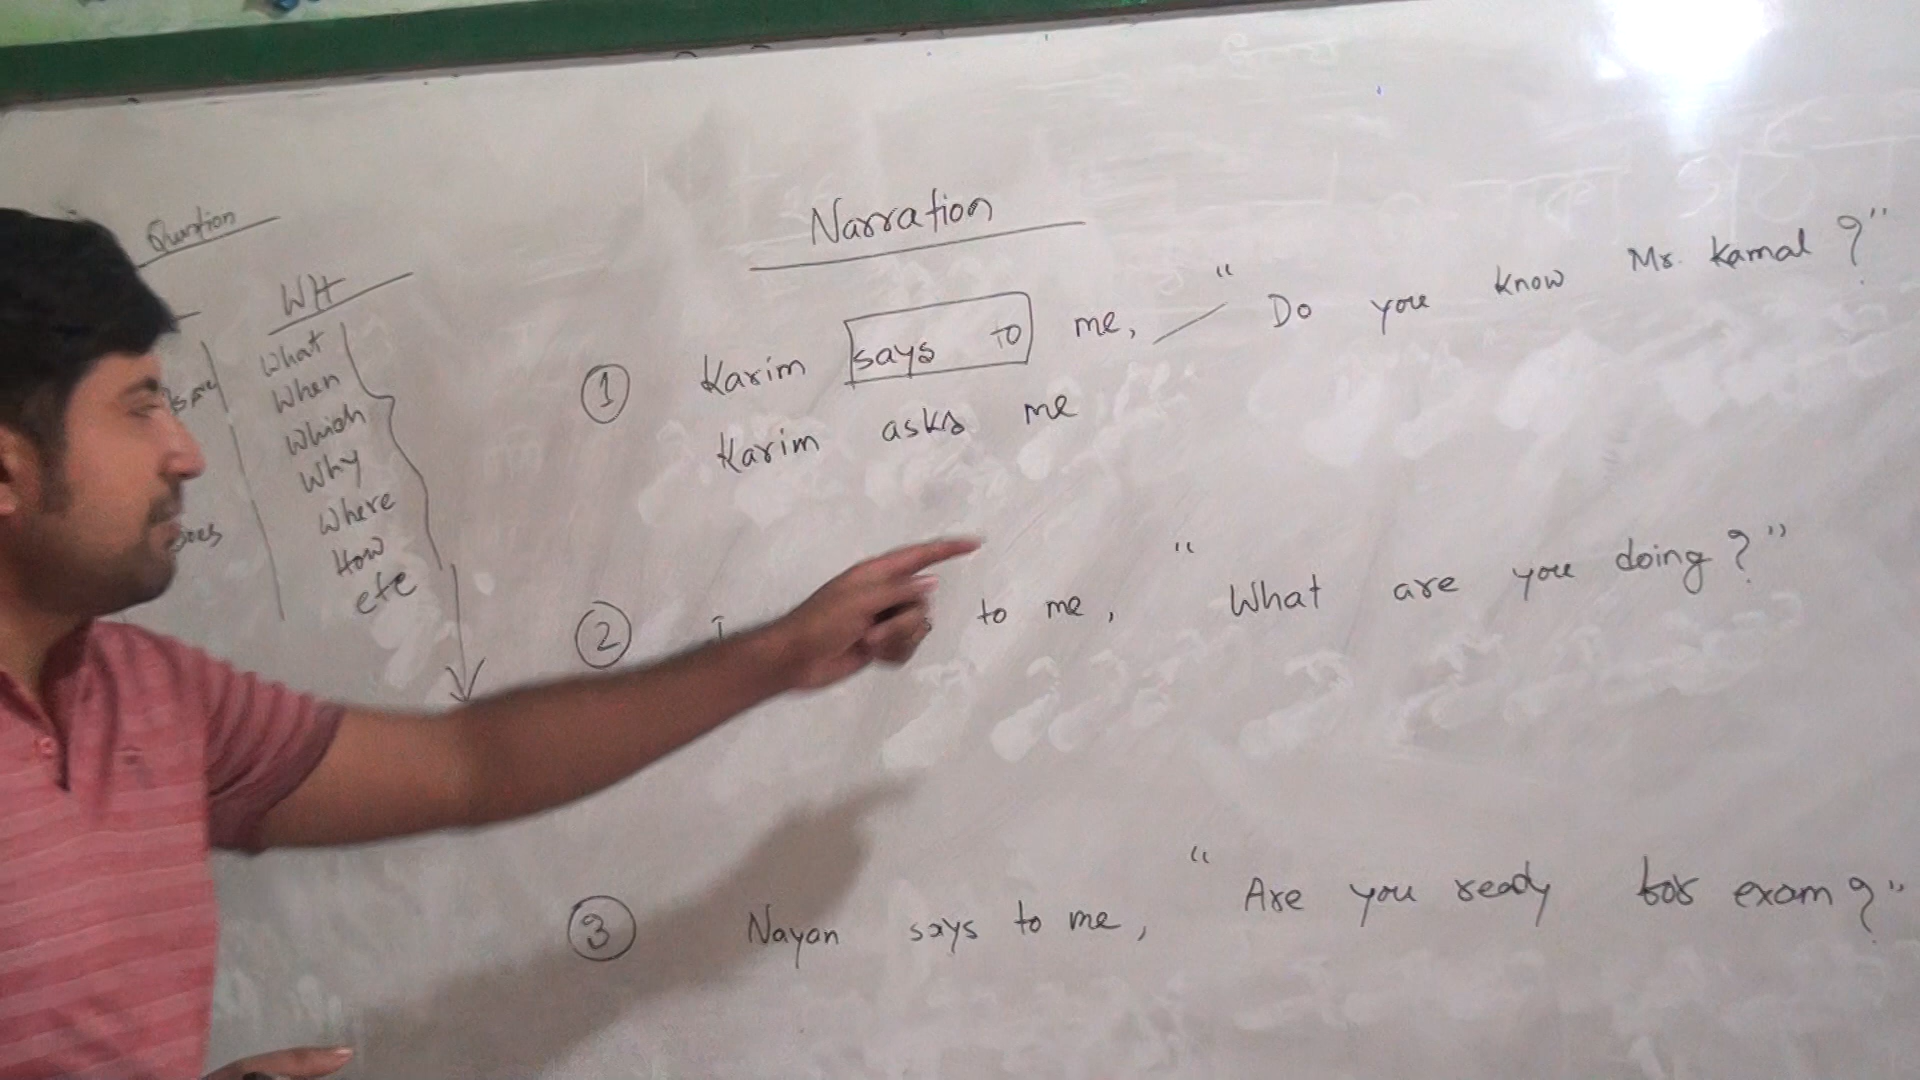 Narration
WH
What
When
Which
Why
Where
How
etc
① Karim says to me, “ Do you know Mr. Kamal ?”
Karim asks me
② to me, “ What are you doing ?”
③ Nayan says to me, “ Are you ready for exam ?”